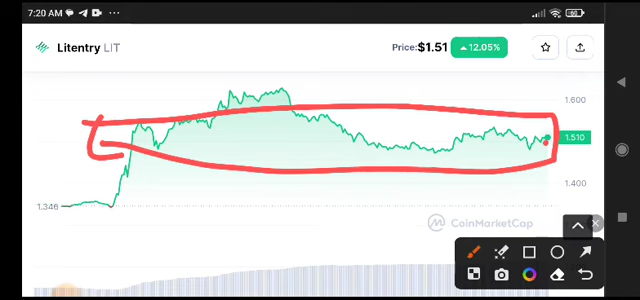 7:20 AM
Litentry LIT
Price:$1.51 12.05%
1.600
1.510
1.400
1.346
CoinMarketCap